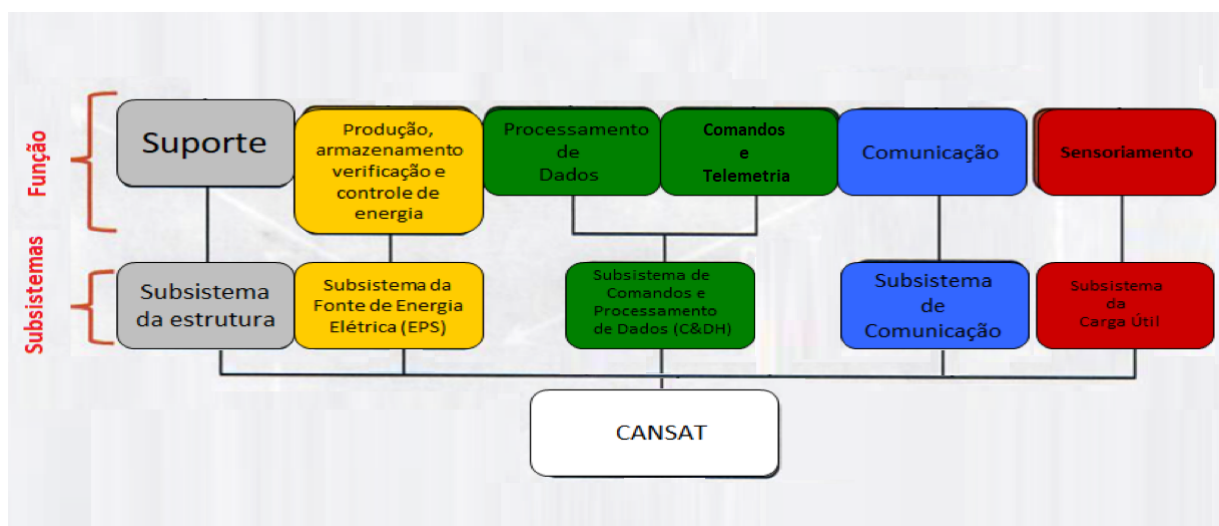 Função
Suporte
Produção,
armazenamento
verificação e
controle de
energia
Processamento
de
Dados
Comandos
e
Telemetria
Comunicação
Sensoriamento
Subsistemas
Subsistema
da estrutura
Subsistema da
Fonte de Energia
Elétrica (EPS)
Subsistema de
Comandos e
Processamento
de Dados (C&DH)
Subsistema
de
Comunicação
Subsistema
da
Carga Útil
CANSAT